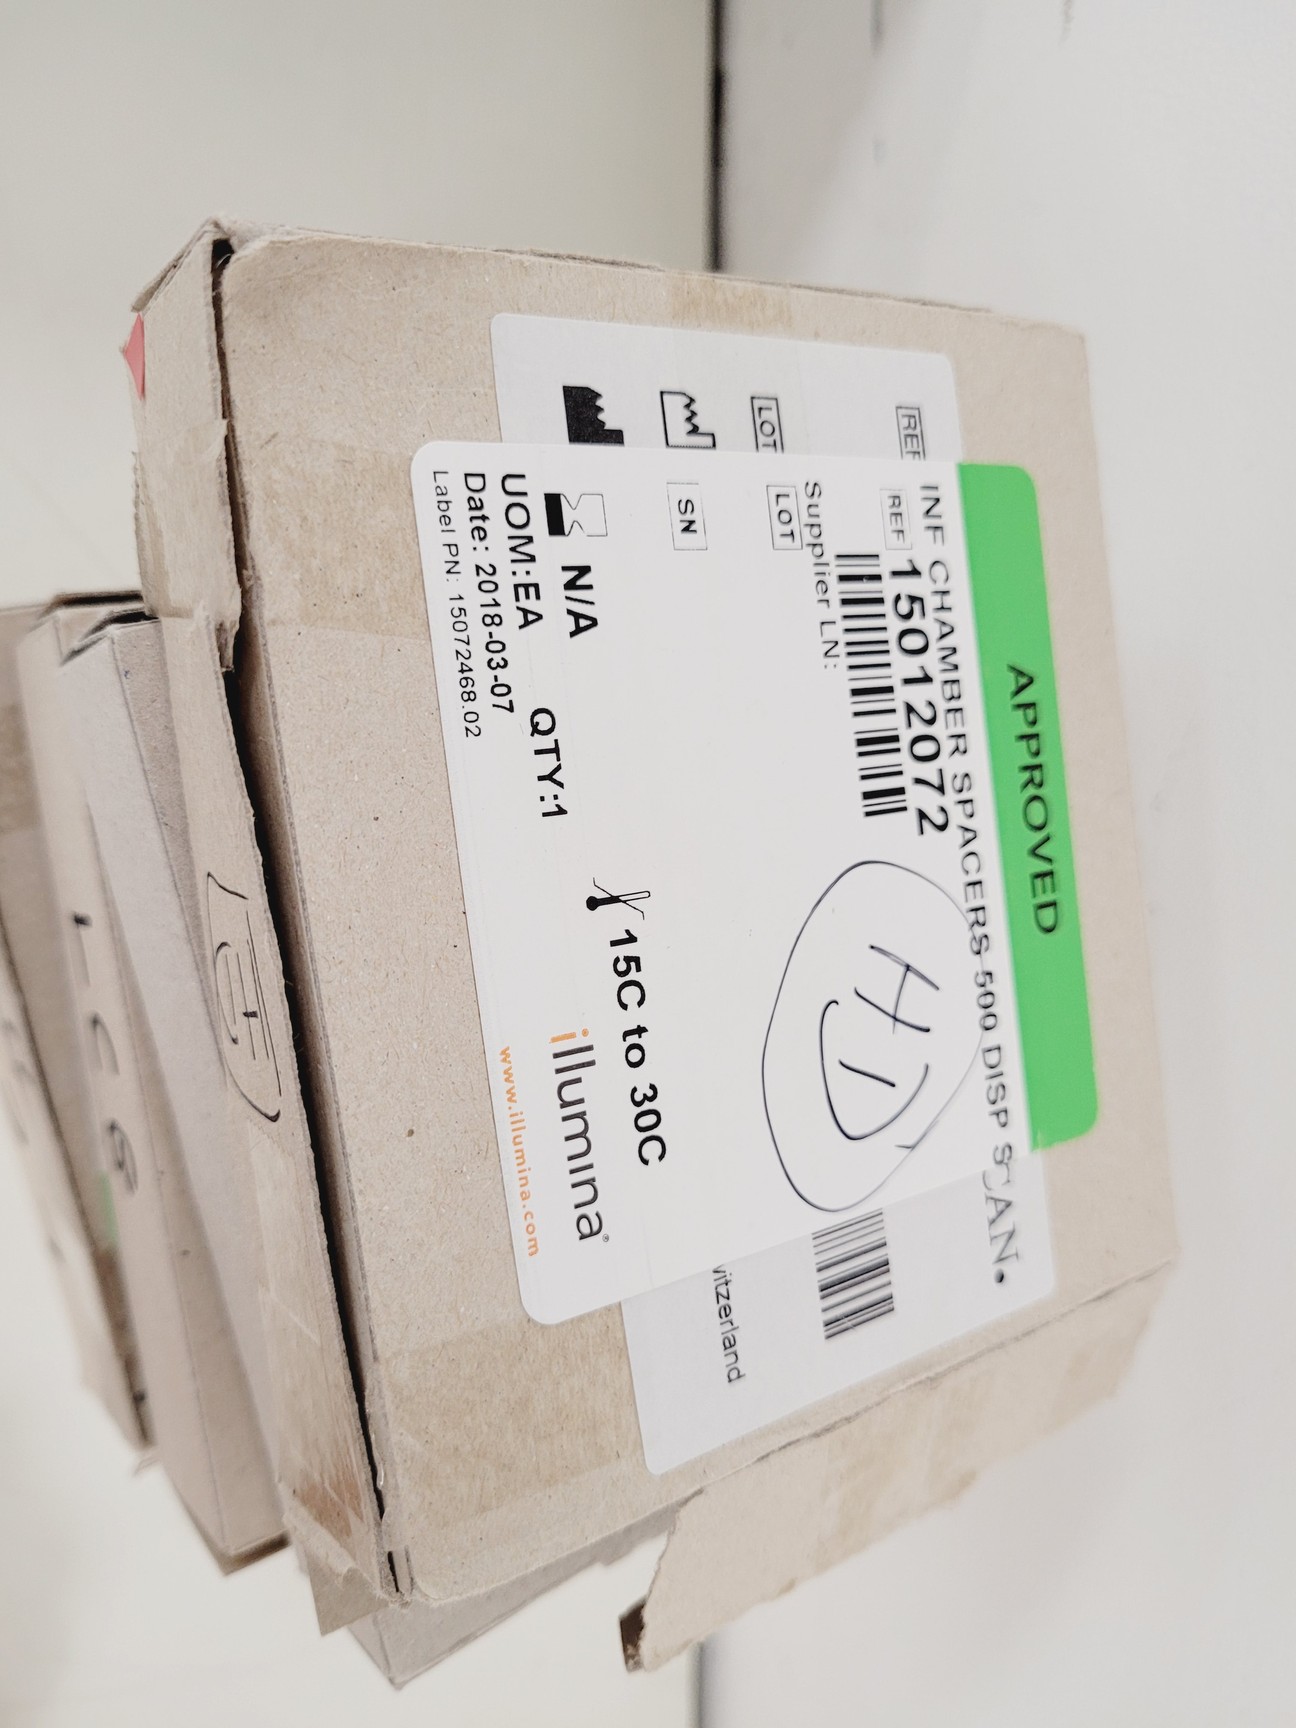 APPROVED
INF CHAMBER SPACERS-500 DISP SCAN.
REF
REF 15012072
Supplier LN:
LOT
LOT
SN
N/A
15C to 30C
UOM:EA QTY:1
Date: 2018-03-07
Label PN: 15072468.02
illumina®
www.illumina.com
witzerland